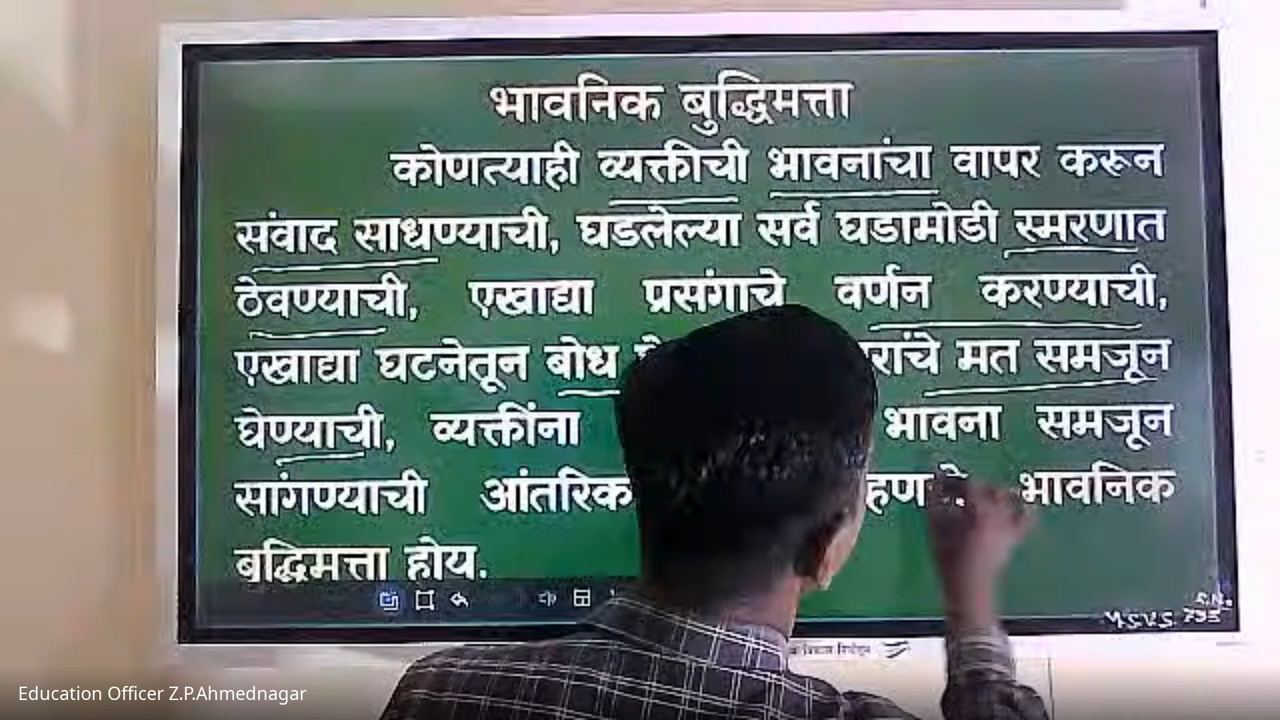 भावनिक बुद्धिमत्ता
कोणत्याही व्यक्तीची भावनांचा वापर करून
संवाद साधण्याची, घडलेल्या सर्व घडामोडी स्मरणात
ठेवण्याची, एखाद्या प्रसंगाचे वर्णन करण्याची,
एखाद्या घटनेतून बोध मत समजून
घेण्याची, व्यक्तींना भावना समजून
सांगण्याची आंतरिक भावनिक
बुद्धिमत्ता होय.
M.S.V.S. 735
Education Officer Z.P.Ahmednagar